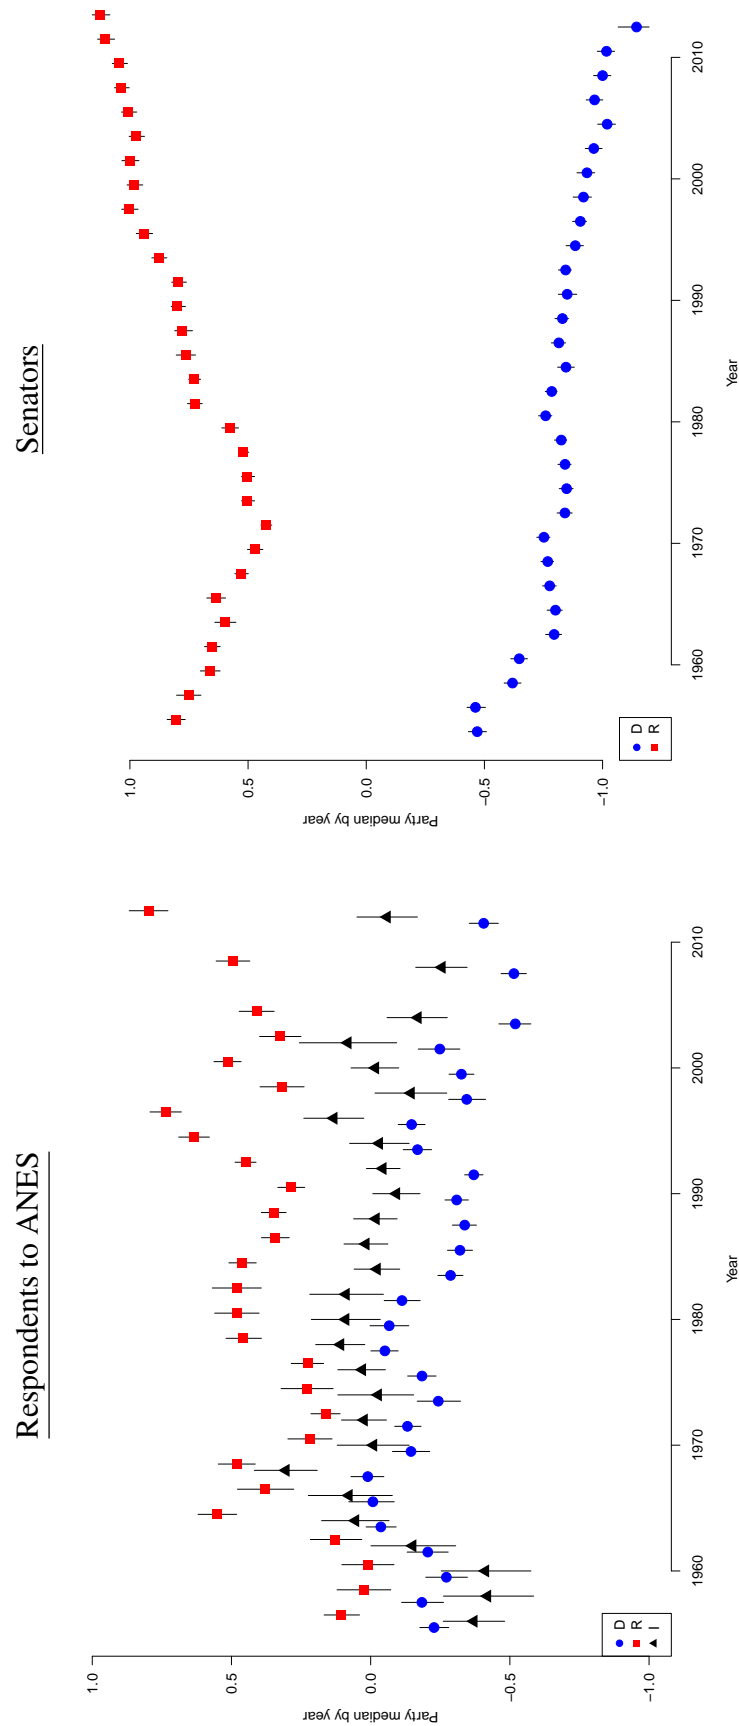 Respondents to ANES
Party median by year
1.0
0.5
0.0
−0.5
−1.0
1960
1970
1980
1990
2000
2010
Year
D
R
I
Senators
Party median by year
1.0
0.5
0.0
−0.5
−1.0
1960
1970
1980
1990
2000
2010
Year
D
R